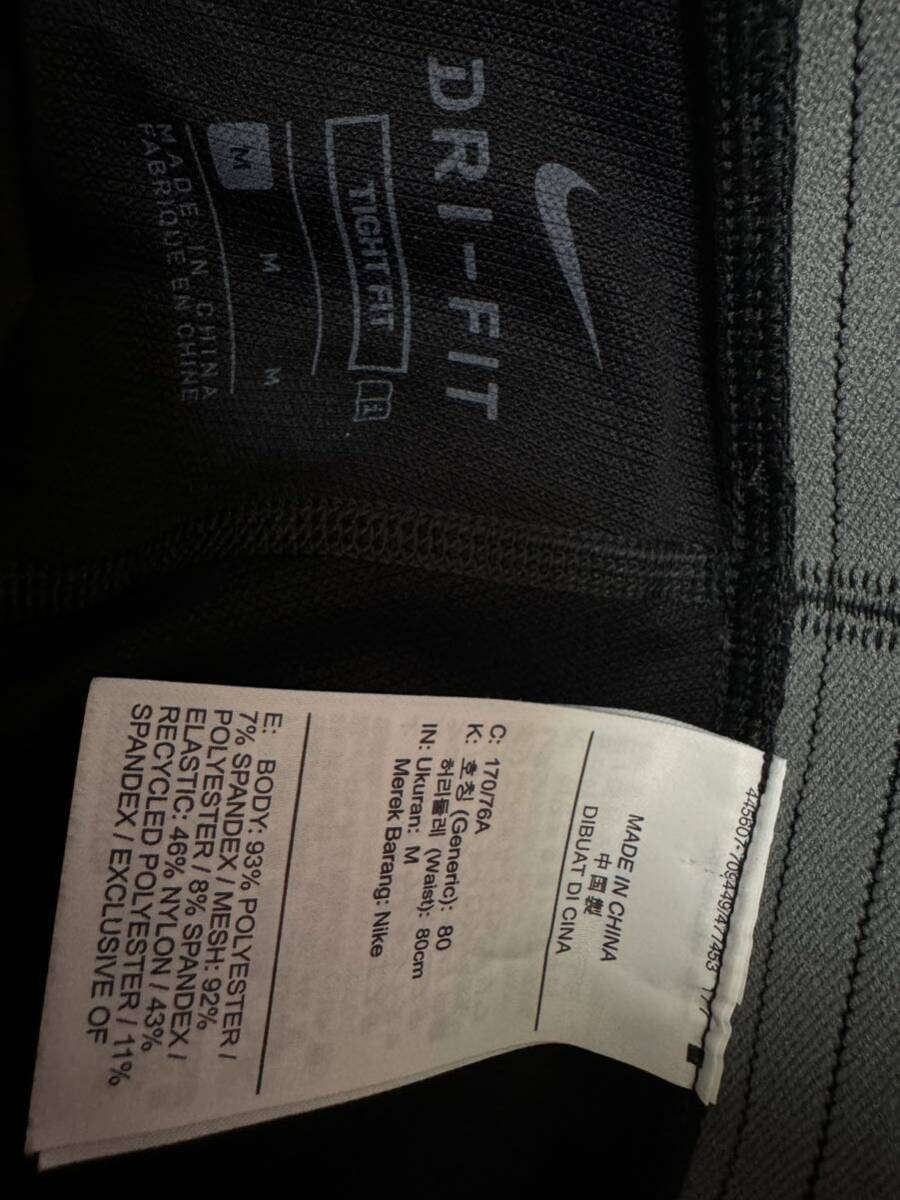 DRI-FIT
TIGHT FIT
M M M
MADE IN CHINA
FABRIQUE EN CHINE
MADE IN CHINA
中国製
DIBUAT DI CINA
C: 170/76A
K: 호칭 (Generic): 80
허리둘레 (Waist): 80cm
IN: Ukuran: M
Merek Barang: Nike
E: BODY: 93% POLYESTER /
7% SPANDEX / MESH: 92%
POLYESTER / 8% SPANDEX /
ELASTIC: 46% NYLON / 43%
RECYCLED POLYESTER / 11%
SPANDEX / EXCLUSIVE OF